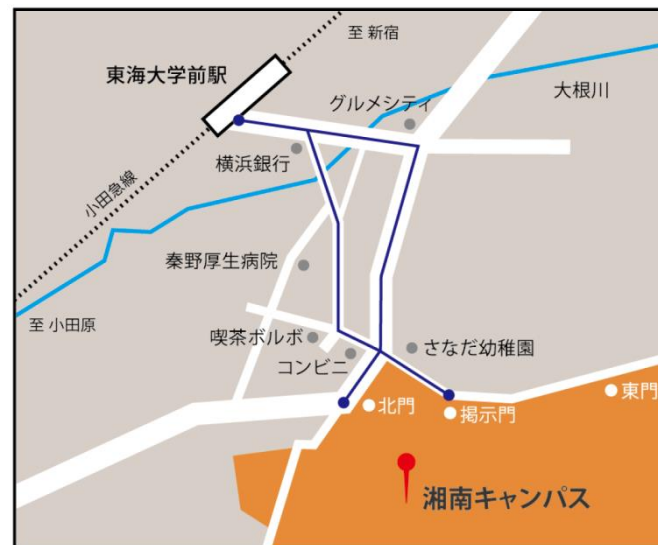 至 新宿
東海大学前駅
大根川
グルメシティ
横浜銀行
小田急線
秦野厚生病院
至 小田原
喫茶ボルボ
さなだ幼稚園
コンビニ
東門
北門
掲示門
湘南キャンパス